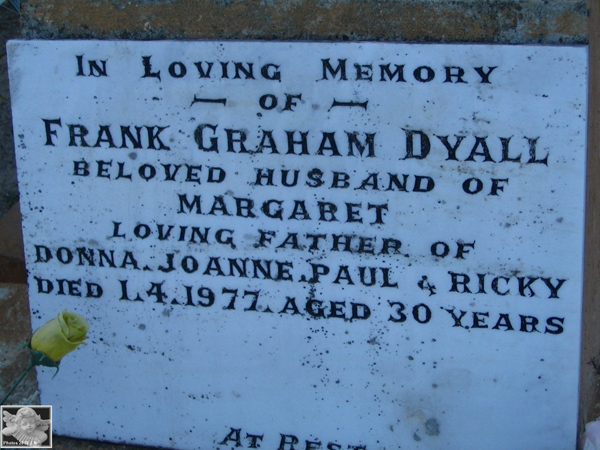 IN LOVING MEMORY
— OF —
FRANK GRAHAM DYALL
BELOVED HUSBAND OF
MARGARET
LOVING FATHER OF
DONNA. JOANNE. PAUL & RICKY
DIED 1.4.1977. AGED 30 YEARS
AT REST